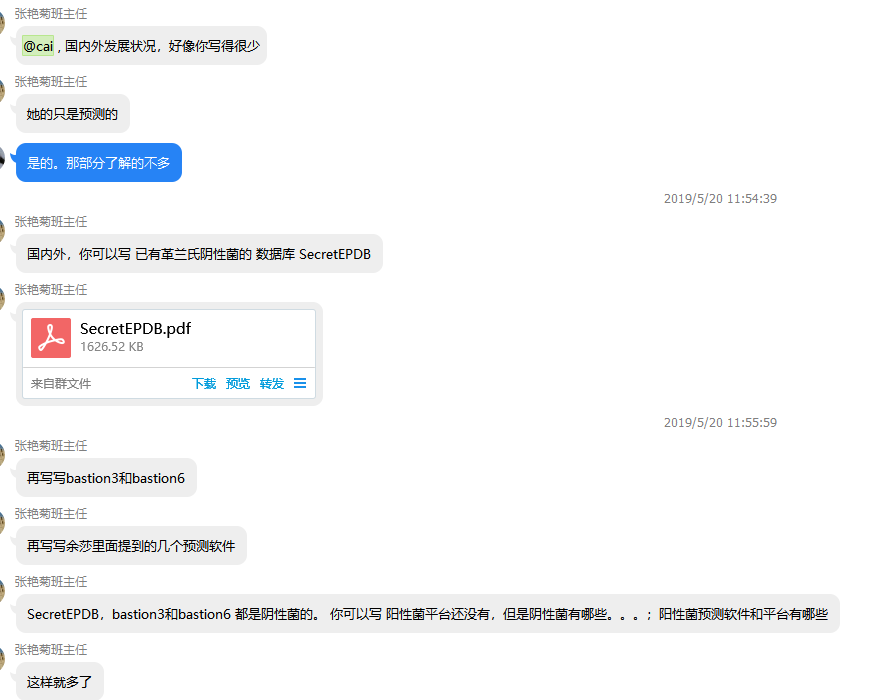 张艳菊班主任
@cai , 国内外发展状况，好像你写得很少
张艳菊班主任
她的只是预测的
是的。那部分了解的不多
2019/5/20 11:54:39
张艳菊班主任
国内外，你可以写 已有革兰氏阴性菌的 数据库 SecretEPDB
张艳菊班主任
SecretEPDB.pdf
1626.52 KB
来自群文件 下载 预览 转发
2019/5/20 11:55:59
张艳菊班主任
再写写bastion3和bastion6
张艳菊班主任
再写写余莎里面提到的几个预测软件
张艳菊班主任
SecretEPDB，bastion3和bastion6 都是阴性菌的。 你可以写 阳性菌平台还没有，但是阴性菌有哪些。。。；阳性菌预测软件和平台有哪些
张艳菊班主任
这样就多了